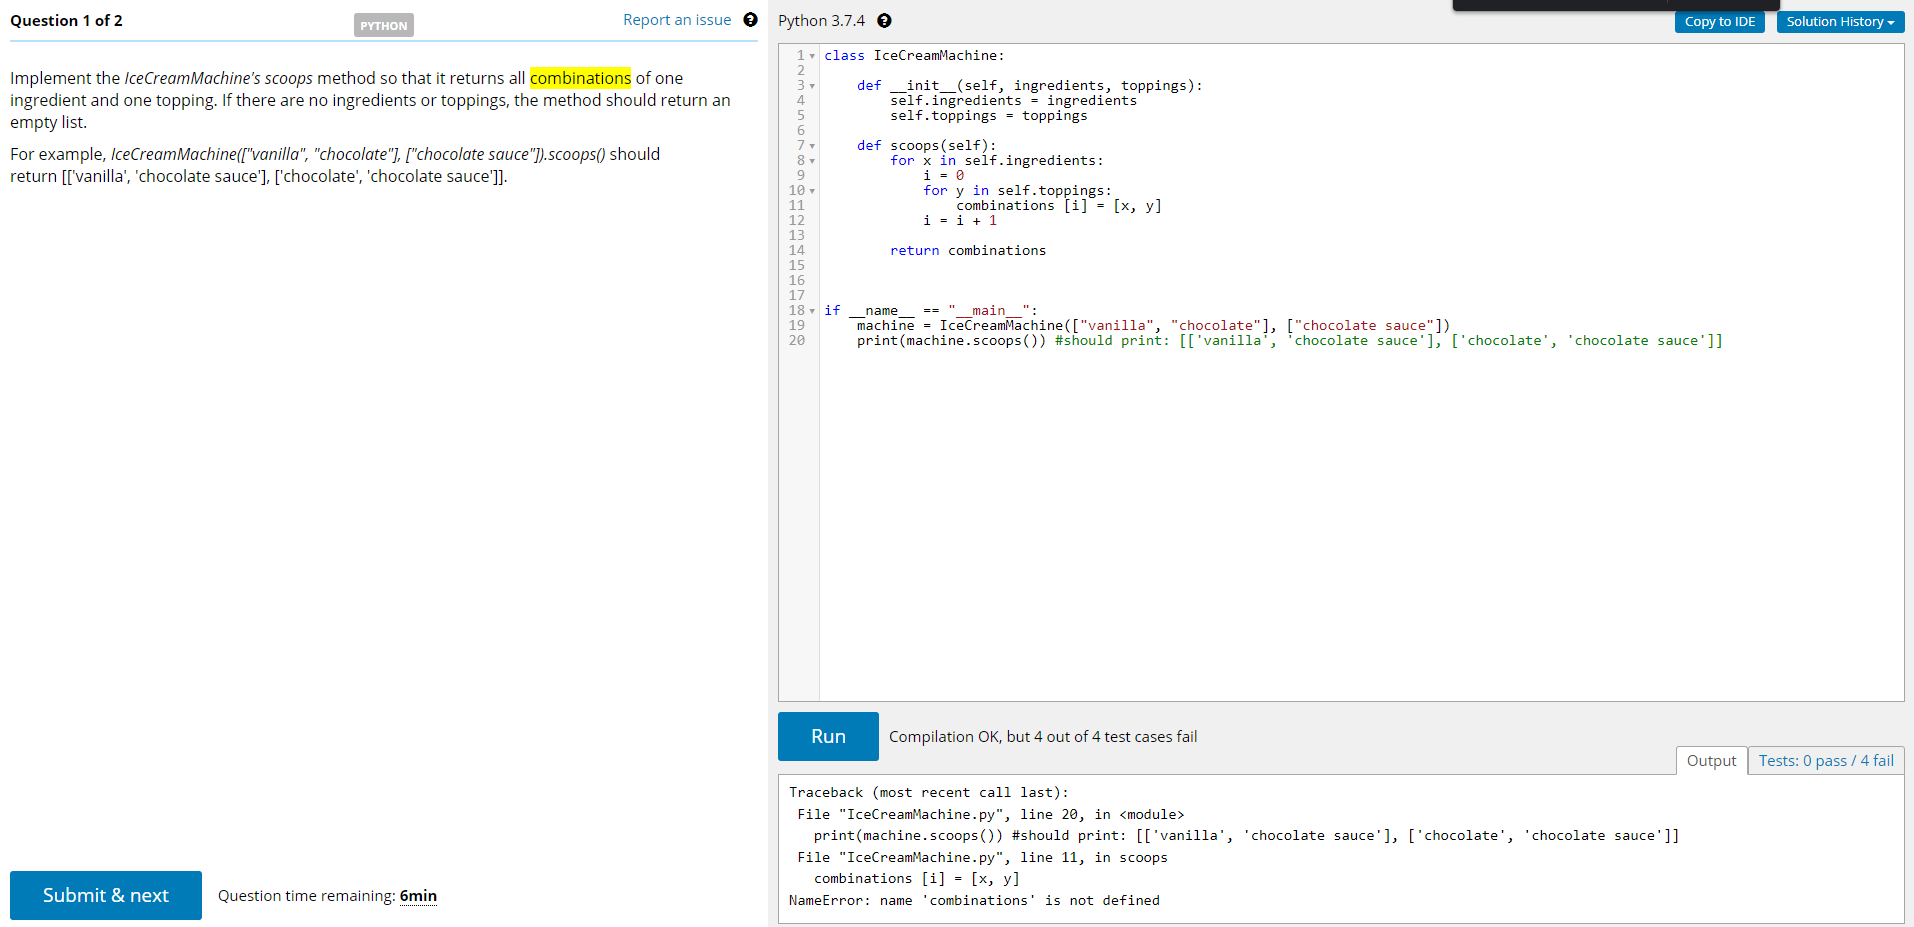 Question 1 of 2
PYTHON
Report an issue ?
Implement the IceCreamMachine's scoops method so that it returns all combinations of one
ingredient and one topping. If there are no ingredients or toppings, the method should return an
empty list.
For example, IceCreamMachine(["vanilla", "chocolate"], ["chocolate sauce"]).scoops() should
return [['vanilla', 'chocolate sauce'], ['chocolate', 'chocolate sauce']].
Submit & next
Question time remaining: 6min
Python 3.7.4 ?
Copy to IDE
Solution History
1 class IceCreamMachine:
2
3     def __init__(self, ingredients, toppings):
4         self.ingredients = ingredients
5         self.toppings = toppings
6
7     def scoops(self):
8         for x in self.ingredients:
9             i = 0
10             for y in self.toppings:
11                 combinations [i] = [x, y]
12             i = i + 1
13
14         return combinations
15
16
17
18 if __name__ == "__main__":
19     machine = IceCreamMachine(["vanilla", "chocolate"], ["chocolate sauce"])
20     print(machine.scoops()) #should print: [['vanilla', 'chocolate sauce'], ['chocolate', 'chocolate sauce']]
Run
Compilation OK, but 4 out of 4 test cases fail
Output
Tests: 0 pass / 4 fail
Traceback (most recent call last):
File "IceCreamMachine.py", line 20, in <module>
print(machine.scoops()) #should print: [['vanilla', 'chocolate sauce'], ['chocolate', 'chocolate sauce']]
File "IceCreamMachine.py", line 11, in scoops
combinations [i] = [x, y]
NameError: name 'combinations' is not defined